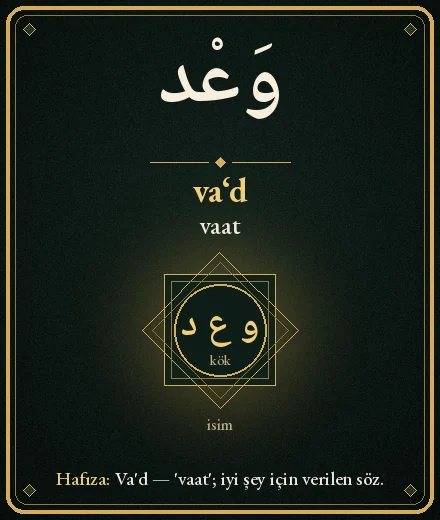 وَعْد
va‘d
vaat
و ع د
kök
isim
Hafıza: Va'd — 'vaat'; iyi şey için verilen söz.